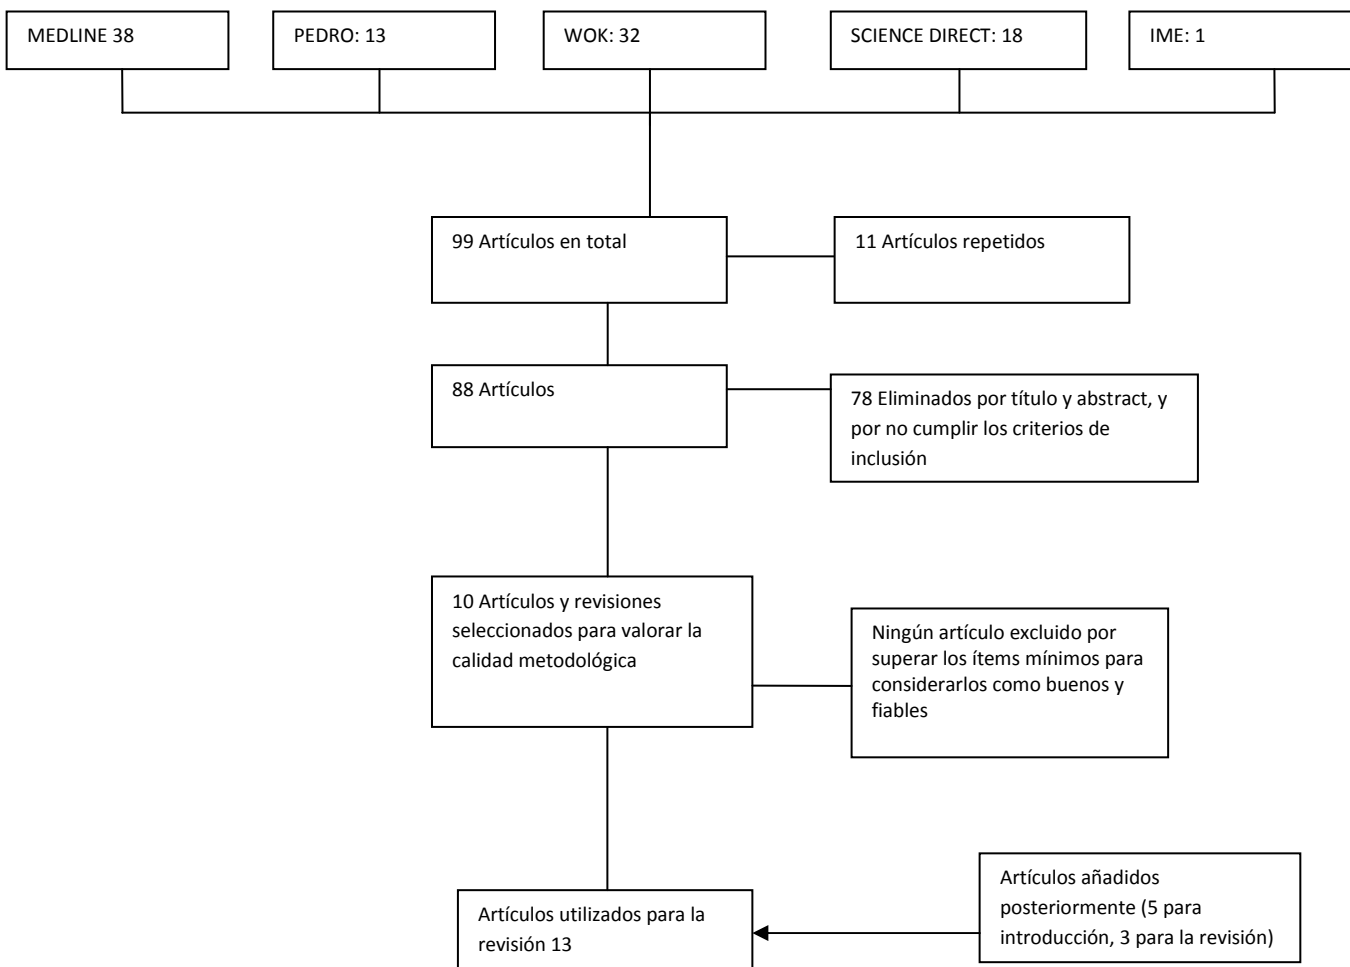 MEDLINE 38
PEDRO: 13
WOK: 32
SCIENCE DIRECT: 18
IME: 1
99 Artículos en total
11 Artículos repetidos
88 Artículos
78 Eliminados por título y abstract, y
por no cumplir los criterios de
inclusión
10 Artículos y revisiones
seleccionados para valorar la
calidad metodológica
Ningún artículo excluido por
superar los ítems mínimos para
considerarlos como buenos y
fiables
Artículos utilizados para la
revisión 13
Artículos añadidos
posteriormente (5 para
introducción, 3 para la revisión)